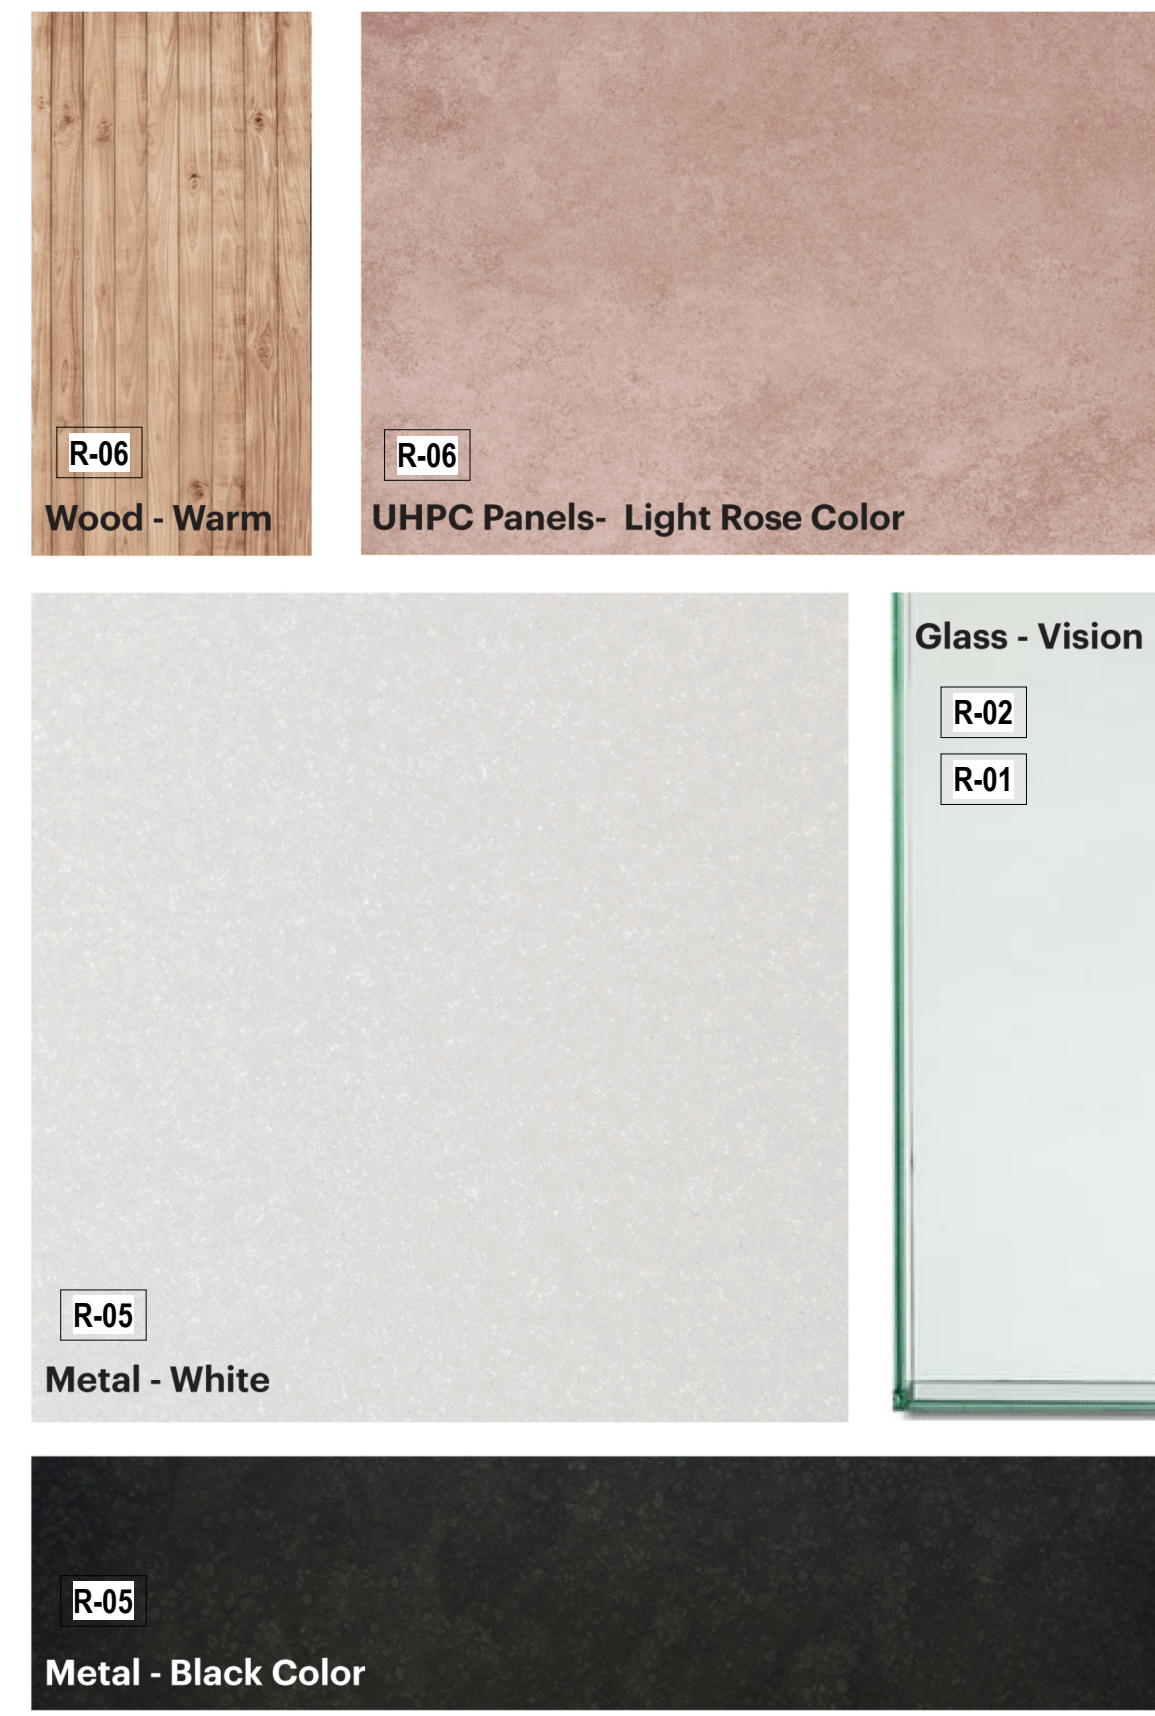 R-06
Wood - Warm
R-06
UHPC Panels- Light Rose Color
R-05
Metal - White
Glass - Vision
R-02
R-01
R-05
Metal - Black Color